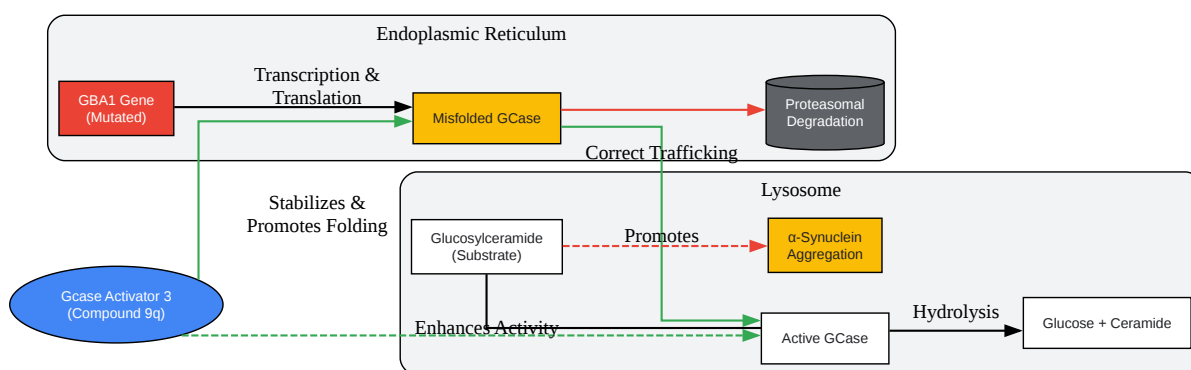 Endoplasmic Reticulum
GBA1 Gene
(Mutated)
Transcription &
Translation
Misfolded GCase
Proteasomal
Degradation
Correct Trafficking
Stabilizes &
Promotes Folding
Lysosome
Glucosylceramide
(Substrate)
Promotes
α-Synuclein
Aggregation
Gcase Activator 3
(Compound 9q)
Enhances Activity
Active GCase
Hydrolysis
Glucose + Ceramide